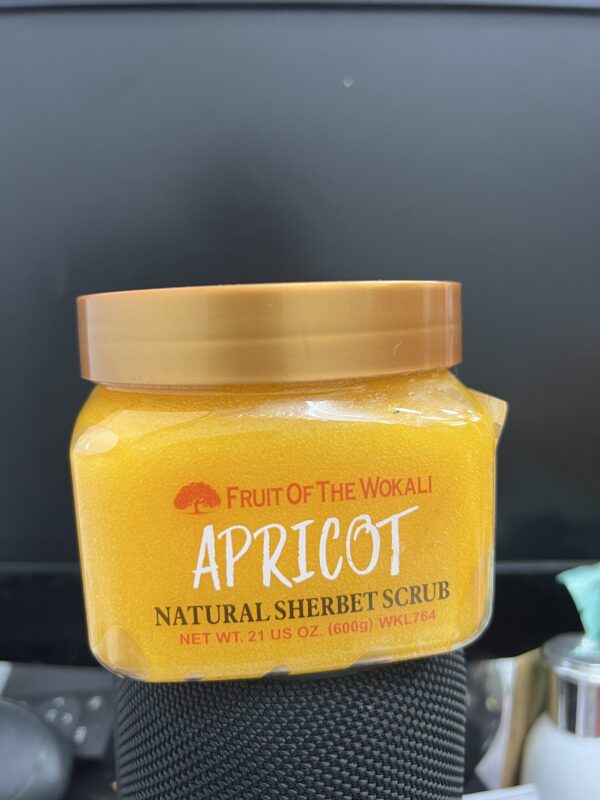 FRUIT OF THE WOKALI
APRICOT
NATURAL SHERBET SCRUB
NET WT. 21 US OZ. (600g) WKL764